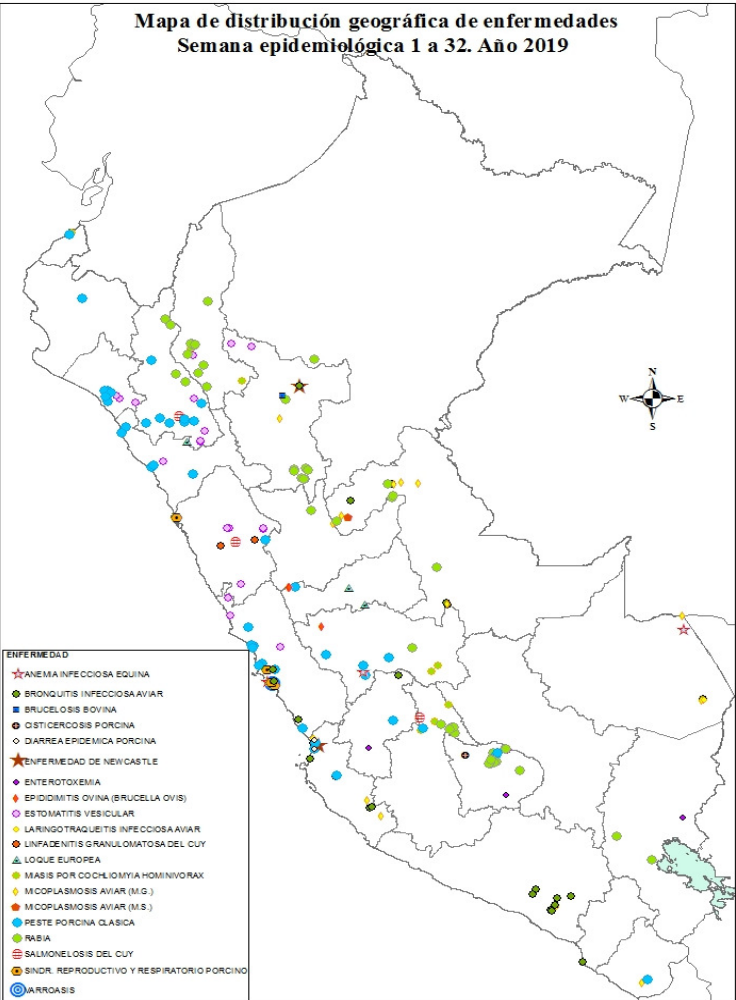 Mapa de distribución geográfica de enfermedades
Semana epidemiológica 1 a 32. Año 2019
N
W E
S
ENFERMEDAD
ANEMIA INFECCIOSA EQUINA
BRONQUITIS INFECCIOSA AVIAR
BRUCELOSIS BOVINA
CISTICERCOSIS PORCINA
DIARREA EPIDEMICA PORCINA
ENFERMEDAD DE NEWCASTLE
ENTEROTOXEMIA
EPIDIDIMITIS OVINA (BRUCELLA OVIS)
ESTOMATITIS VESICULAR
LARINGOTRAQUEITIS INFECCIOSA AVIAR
LINFADENITIS GRANULOMATOSA DEL CUY
LOQUE EUROPEA
MIASIS POR COCHLIOMYIA HOMINIVORAX
MICOPLASMOSIS AVIAR (M.G.)
MICOPLASMOSIS AVIAR (M.S.)
PESTE PORCINA CLASICA
RABIA
SALMONELOSIS DEL CUY
SINDR. REPRODUCTIVO Y RESPIRATORIO PORCINO
VARROASIS